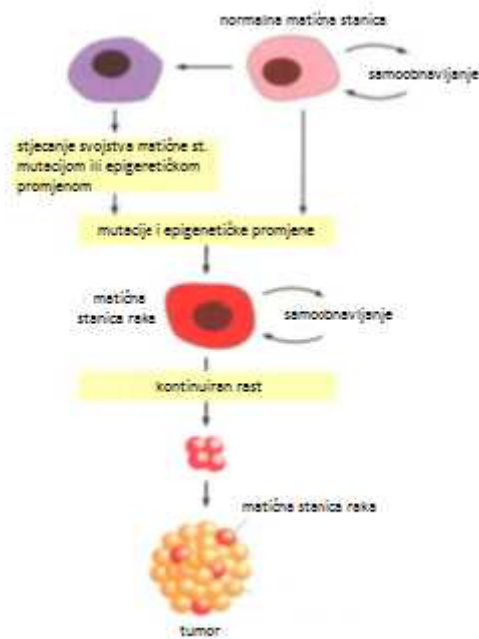 normalna matična stanica
samoobnavljanje
stjecanje svojstva matične st.
mutacijom ili epigenetičkom
promjenom
mutacije i epigenetičke promjene
matična
stanica raka
samoobnavljanje
kontinuiran rast
matična stanica raka
tumor